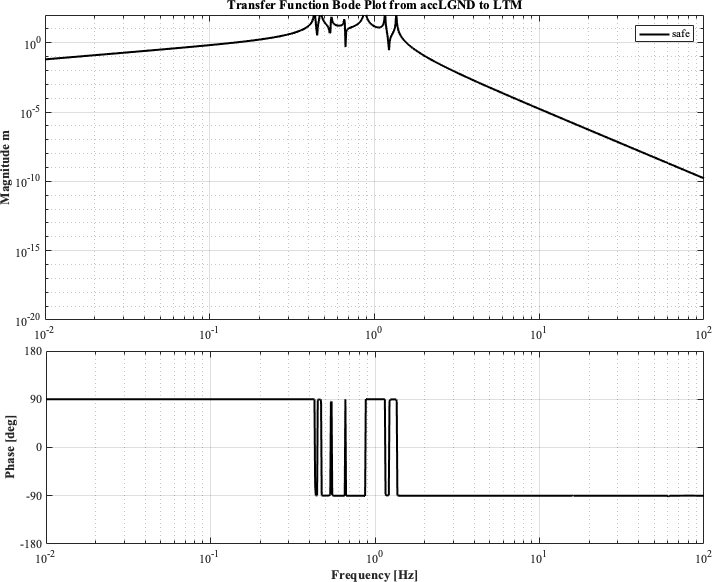 Transfer Function Bode Plot from accLGND to LTM
safe
Magnitude m
10^0
10^-5
10^-10
10^-15
10^-20
10^-2 10^-1 10^0 10^1 10^2
Phase [deg]
180
90
0
-90
-180
10^-2 10^-1 10^0 10^1 10^2
Frequency [Hz]